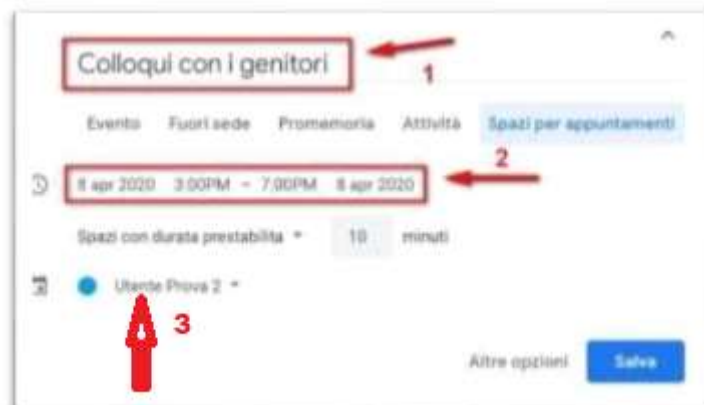 Colloqui con i genitori
1
Evento Fuori sede Promemoria Attività Spazi per appuntamenti
2
8 apr 2020 3:00PM – 7:00PM 8 apr 2020
Spazi con durata prestabilita 10 minuti
Utente Prova 2
3
Altre opzioni Salva